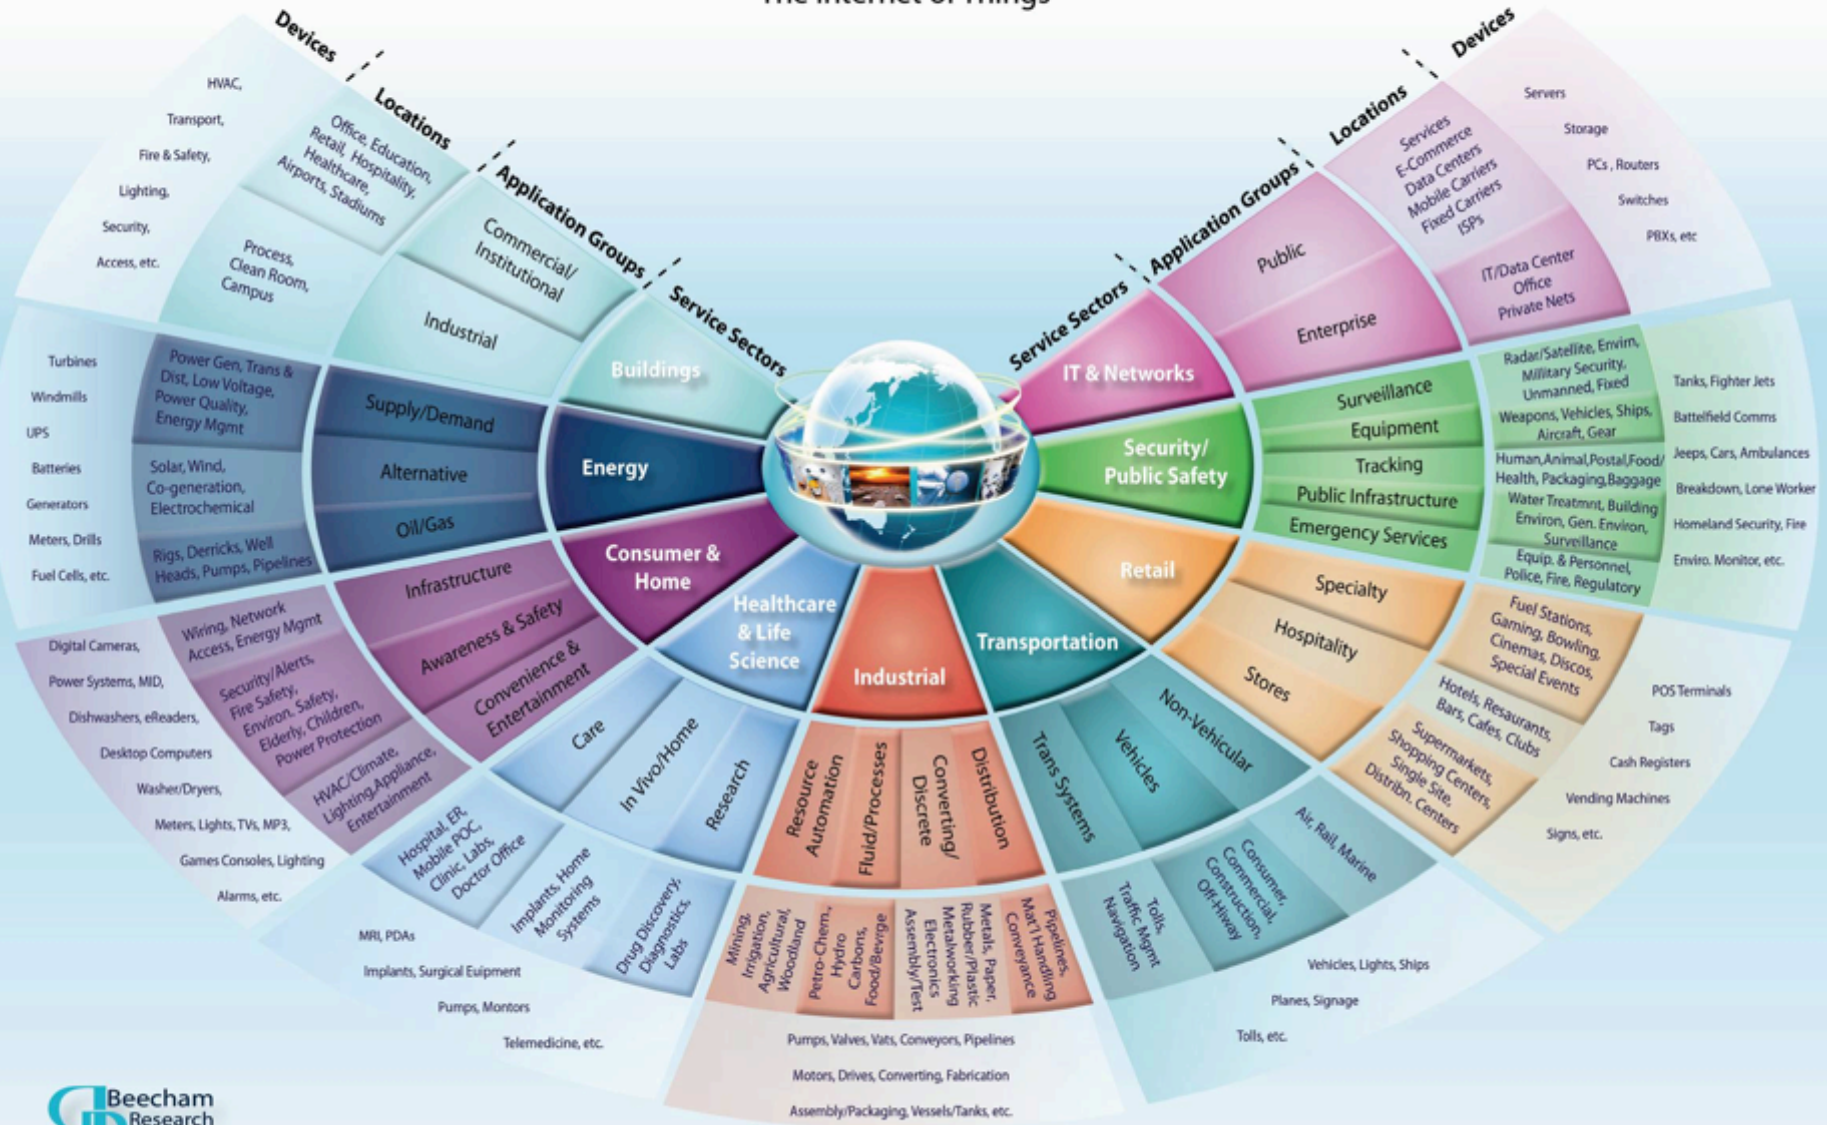 The Internet of Things
Devices
Locations
Application Groups
Service Sectors
HVAC,
Transport,
Fire & Safety,
Lighting,
Security,
Access, etc.
Office, Education,
Retail, Hospitality,
Healthcare,
Airports, Stadiums
Process,
Clean Room,
Campus
Commercial/
Institutional
Industrial
Buildings
Turbines
Windmills
UPS
Batteries
Generators
Meters, Drills
Fuel Cells, etc.
Power Gen, Trans &
Dist, Low Voltage,
Power Quality,
Energy Mgmt
Solar, Wind,
Co-generation,
Electrochemical
Rigs, Derricks, Well
Heads, Pumps, Pipelines
Supply/Demand
Alternative
Oil/Gas
Energy
Digital Cameras,
Power Systems, MID,
Dishwashers, eReaders,
Desktop Computers
Washer/Dryers,
Meters, Lights, TVs, MP3,
Games Consoles, Lighting
Alarms, etc.
Wiring, Network
Access, Energy Mgmt
Security/Alerts,
Fire Safety,
Environ. Safety,
Elderly, Children,
Power Protection
HVAC/Climate,
Lighting,Appliance,
Entertainment
Infrastructure
Awareness & Safety
Convenience &
Entertainment
Consumer &
Home
MRI, PDAs
Implants, Surgical Euipment
Pumps, Montors
Telemedicine, etc.
Hospital, ER,
Mobile POC,
Clinic, Labs,
Doctor Office
Implants, Home
Monitoring
Systems
Drug Discovery,
Diagnostics,
Labs
Care
In Vivo/Home
Research
Healthcare
& Life
Science
Industrial
Resource
Automation
Fluid/Processes
Converting/
Discrete
Distribution
Mining,
Irrigation,
Agricultural,
Woodland
Petro-Chem.,
Hydro
Carbons,
Food/Bevrge
Metals, Paper,
Rubber/Plastic
Metalworking
Electronics
Assembly/Test
Pipelines,
Mat'l Handling
Conveyance
Pumps, Valves, Vats, Conveyors, Pipelines
Motors, Drives, Converting, Fabrication
Assembly/Packaging, Vessels/Tanks, etc.
Transportation
Trans Systems
Vehicles
Non-Vehicular
Tolls,
Traffic Mgmt
Navigation
Consumer,
Commercial,
Construction,
Off-Hiway
Air, Rail, Marine
Vehicles, Lights, Ships
Planes, Signage
Tolls, etc.
Retail
Specialty
Hospitality
Stores
Fuel Stations,
Gaming, Bowling,
Cinemas, Discos,
Special Events
Hotels, Resaurants,
Bars, Cafes, Clubs
Supermarkets,
Shopping Centers,
Single Site,
Distribn. Centers
POS Terminals
Tags
Cash Registers
Vending Machines
Signs, etc.
Security/
Public Safety
Surveillance
Equipment
Tracking
Public Infrastructure
Emergency Services
Radar/Satellite, Envirn,
Millitary Security,
Unmanned, Fixed
Weapons, Vehicles, Ships,
Aircraft, Gear
Human,Animal,Postal,Food/
Health, Packaging,Baggage
Water Treatmnt, Building
Environ, Gen. Environ,
Surveillance
Equip. & Personnel,
Police, Fire, Regulatory
Tanks, Fighter Jets
Battelfield Comms
Jeeps, Cars, Ambulances
Breakdown, Lone Worker
Homeland Security, Fire
Enviro. Monitor, etc.
IT & Networks
Public
Enterprise
Services
E-Commerce
Data Centers
Mobile Carriers
Fixed Carriers
ISPs
IT/Data Center
Office
Private Nets
Servers
Storage
PCs , Routers
Switches
PBXs, etc
Service Sectors
Application Groups
Locations
Devices
Beecham
Research